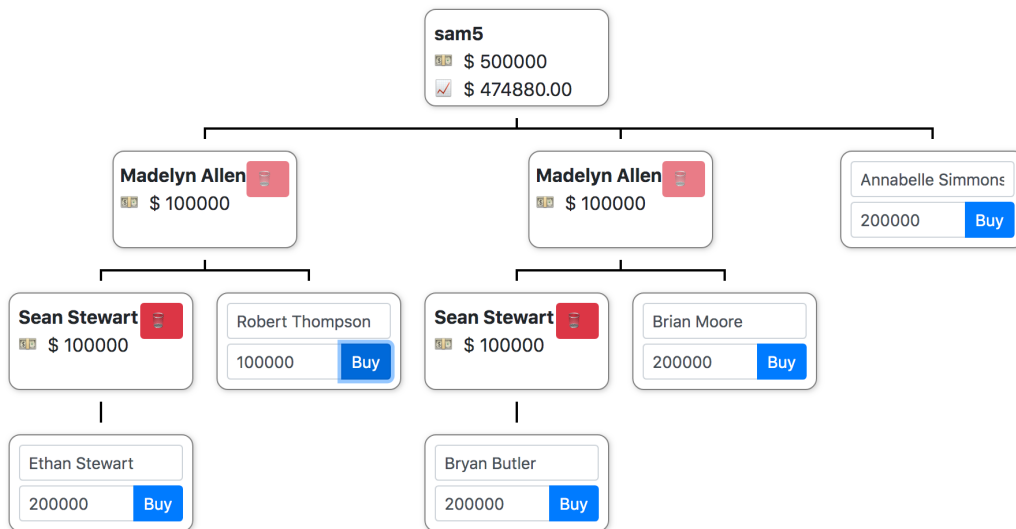 sam5
$ 500000
$ 474880.00
Madelyn Allen
$ 100000
Madelyn Allen
$ 100000
Annabelle Simmons
200000 Buy
Sean Stewart
$ 100000
Robert Thompson
100000 Buy
Sean Stewart
$ 100000
Brian Moore
200000 Buy
Ethan Stewart
200000 Buy
Bryan Butler
200000 Buy